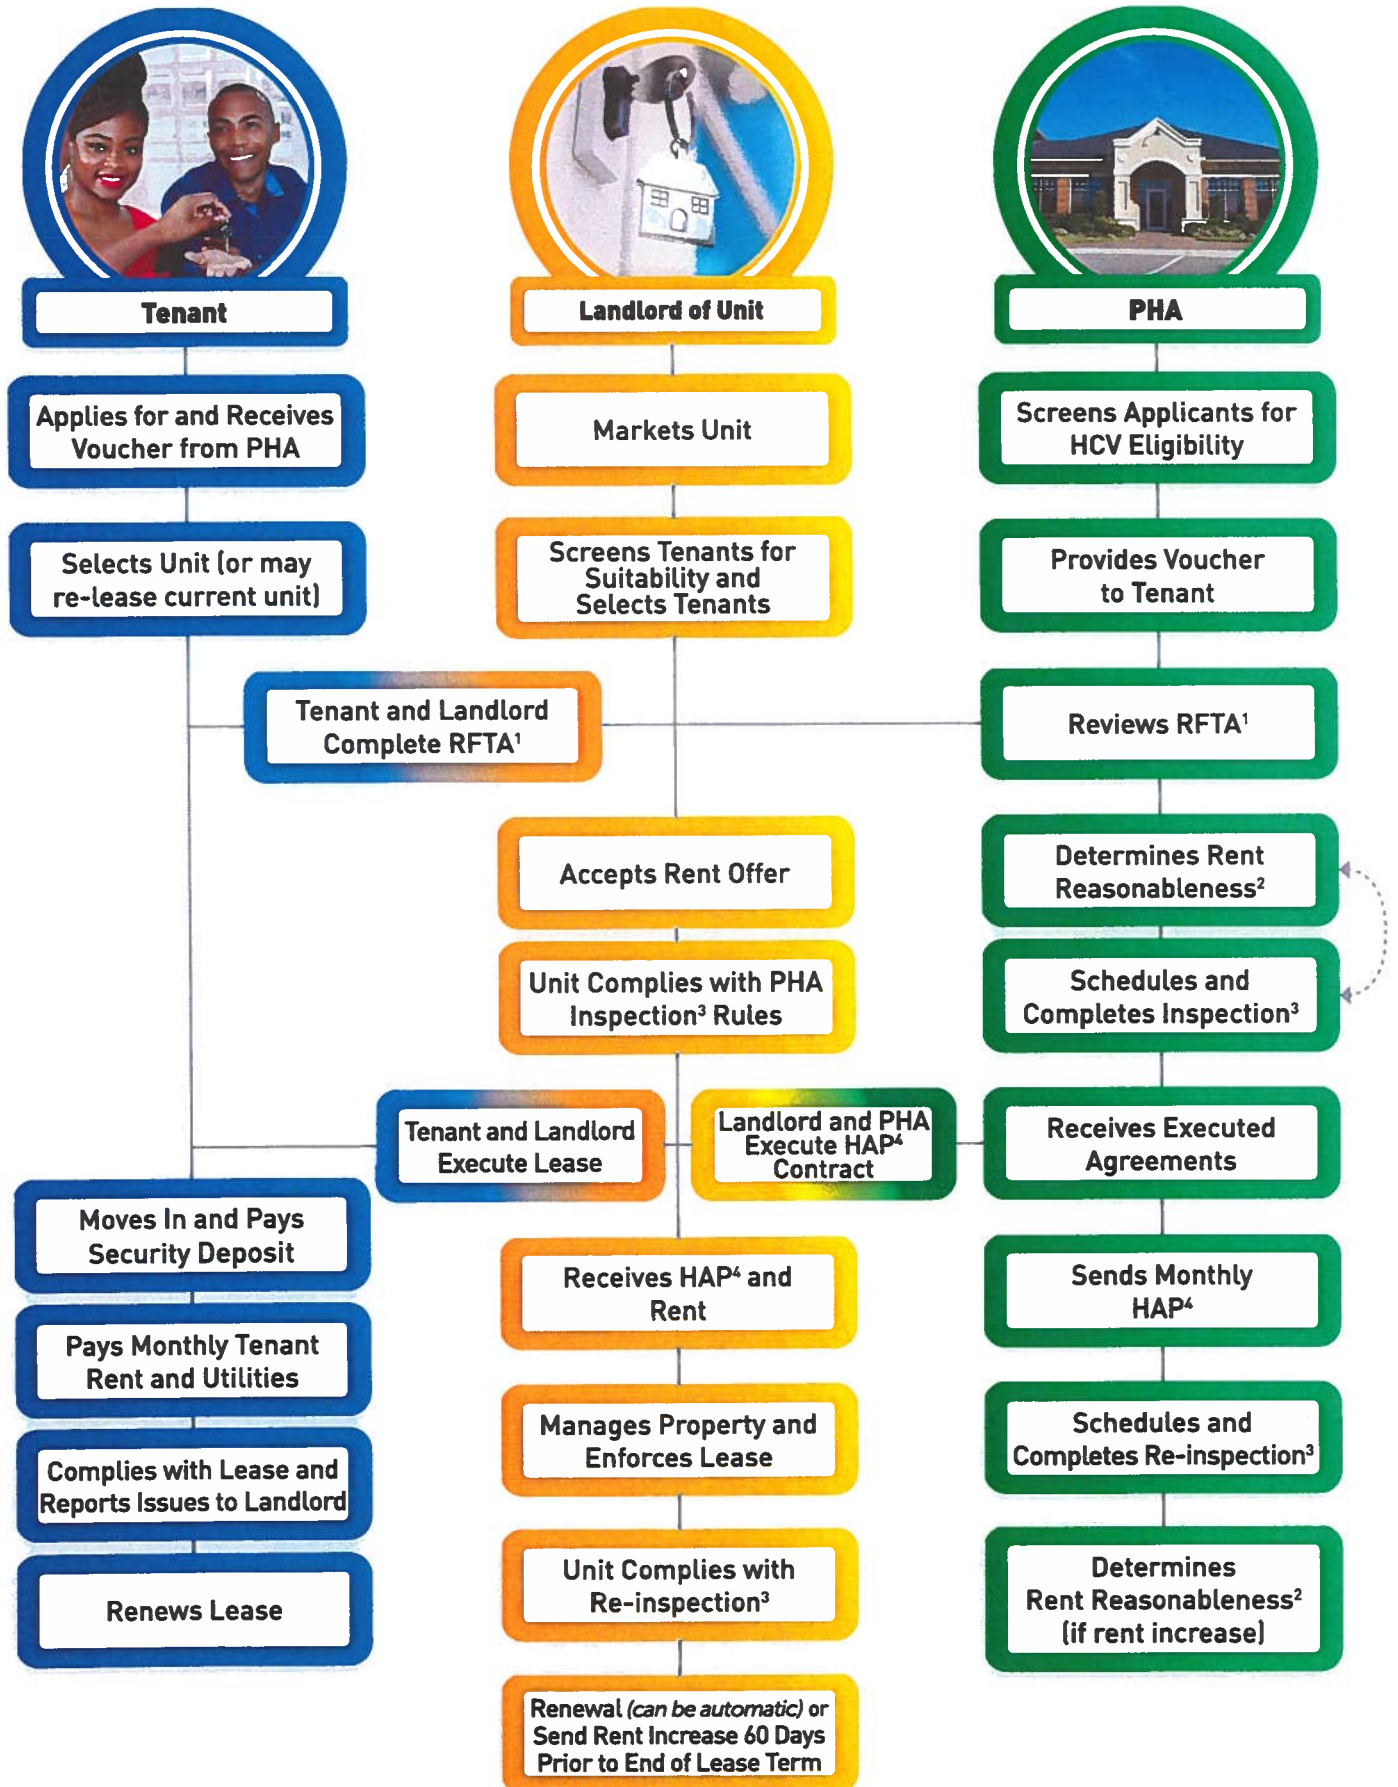 Tenant
Applies for and Receives
Voucher from PHA
Selects Unit (or may
re-lease current unit)
Landlord of Unit
Markets Unit
Screens Tenants for
Suitability and
Selects Tenants
PHA
Screens Applicants for
HCV Eligibility
Provides Voucher
to Tenant
Tenant and Landlord
Complete RFTA¹
Reviews RFTA¹
Accepts Rent Offer
Unit Complies with PHA
Inspection³ Rules
Determines Rent
Reasonableness²
Schedules and
Completes Inspection³
Tenant and Landlord
Execute Lease
Landlord and PHA
Execute HAP⁴
Contract
Receives Executed
Agreements
Moves In and Pays
Security Deposit
Pays Monthly Tenant
Rent and Utilities
Complies with Lease and
Reports Issues to Landlord
Renews Lease
Receives HAP⁴ and
Rent
Manages Property and
Enforces Lease
Unit Complies with
Re-inspection³
Renewal (can be automatic) or
Send Rent Increase 60 Days
Prior to End of Lease Term
Sends Monthly
HAP⁴
Schedules and
Completes Re-inspection³
Determines
Rent Reasonableness²
(if rent increase)